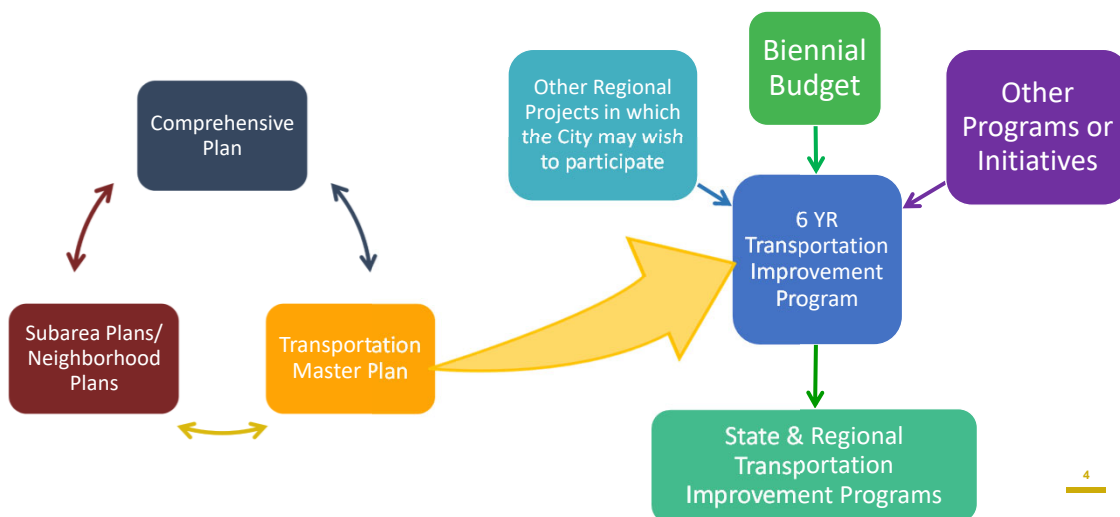 Comprehensive
Plan
Subarea Plans/
Neighborhood
Plans
Transportation
Master Plan
Other Regional
Projects in which
the City may wish
to participate
Biennial
Budget
Other
Programs or
Initiatives
6 YR
Transportation
Improvement
Program
State & Regional
Transportation
Improvement Programs
4